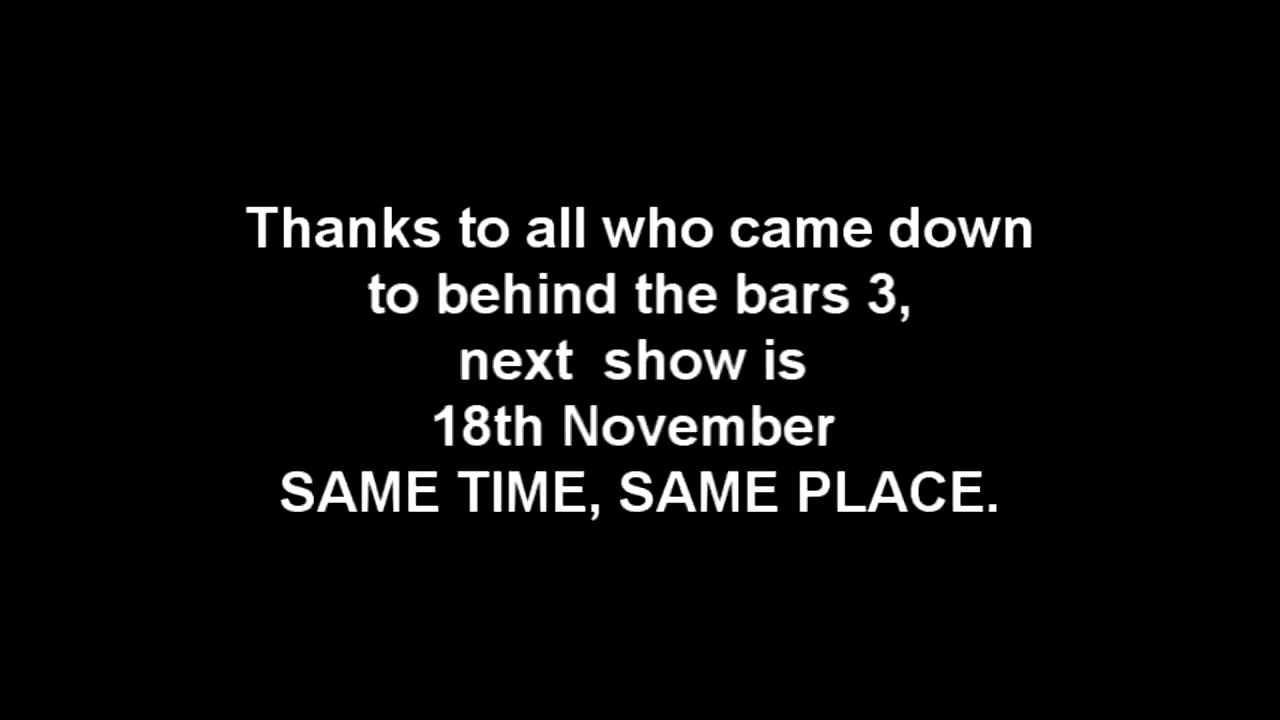 Thanks to all who came down
to behind the bars 3,
next  show is
18th November
SAME TIME, SAME PLACE.